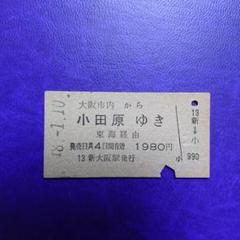 48.-1.10.
大阪市内 から
小田原 ゆき
東海経由
発売日共4日間有効 1980円
13 新大阪駅発行
小 990
13 新→小